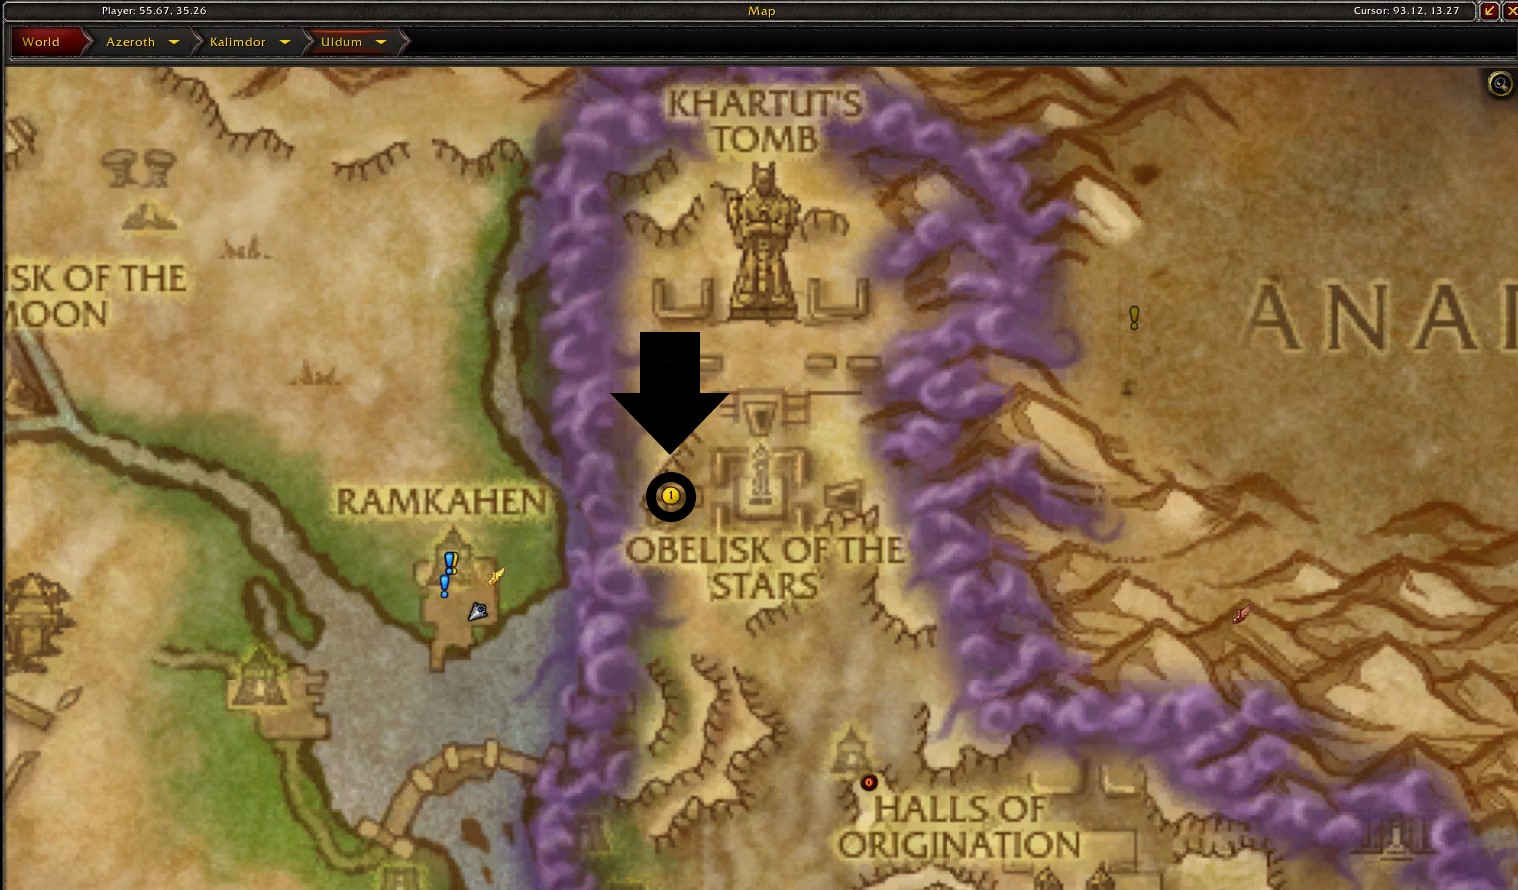 Player: 55.67, 35.26
Map
Cursor: 93.12, 13.27
World
Azeroth
Kalimdor
Uldum
KHARTUT'S
TOMB
ISK OF THE
MOON
ANA
RAMKAHEN
1
OBELISK OF THE
STARS
HALLS OF
ORIGINATION